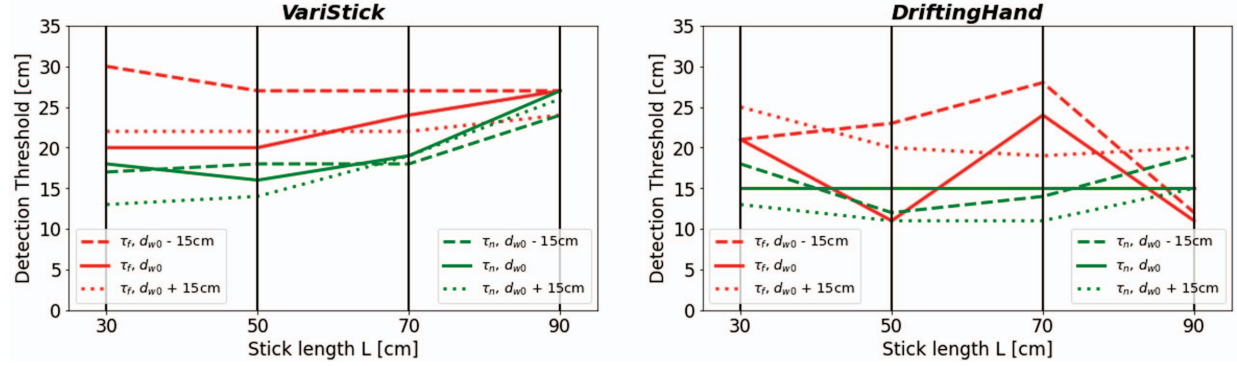 VariStick
Detection Threshold [cm]
35
30
25
20
15
10
5
0
τf, dw0 - 15cm
τf, dw0
τf, dw0 + 15cm
τn, dw0 - 15cm
τn, dw0
τn, dw0 + 15cm
30 50 70 90
Stick length L [cm]
DriftingHand
Detection Threshold [cm]
35
30
25
20
15
10
5
0
τf, dw0 - 15cm
τf, dw0
τf, dw0 + 15cm
τn, dw0 - 15cm
τn, dw0
τn, dw0 + 15cm
30 50 70 90
Stick length L [cm]